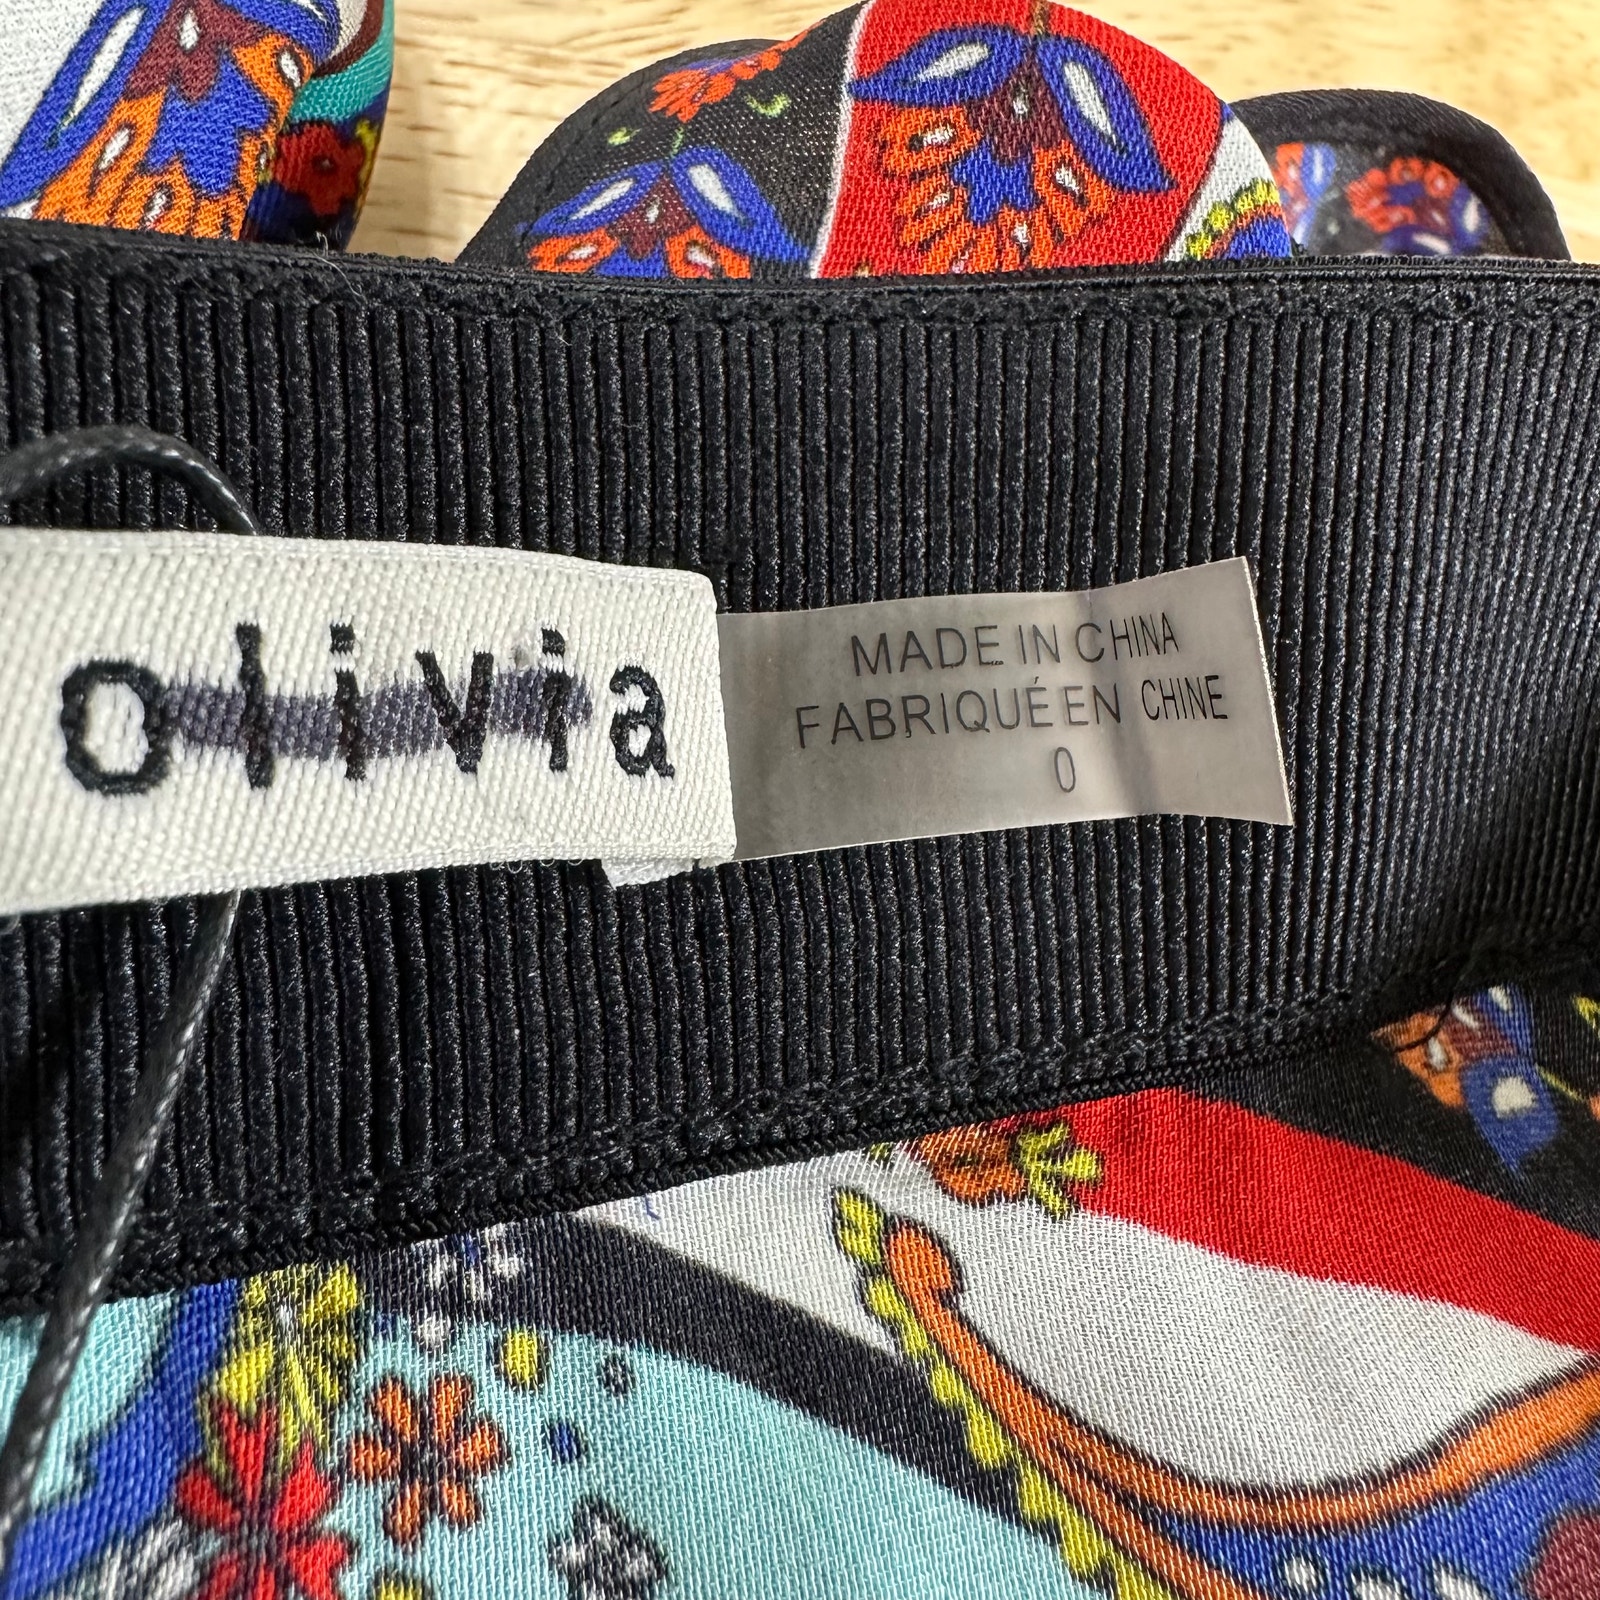 olivia
MADE IN CHINA
FABRIQUÉ EN CHINE
0